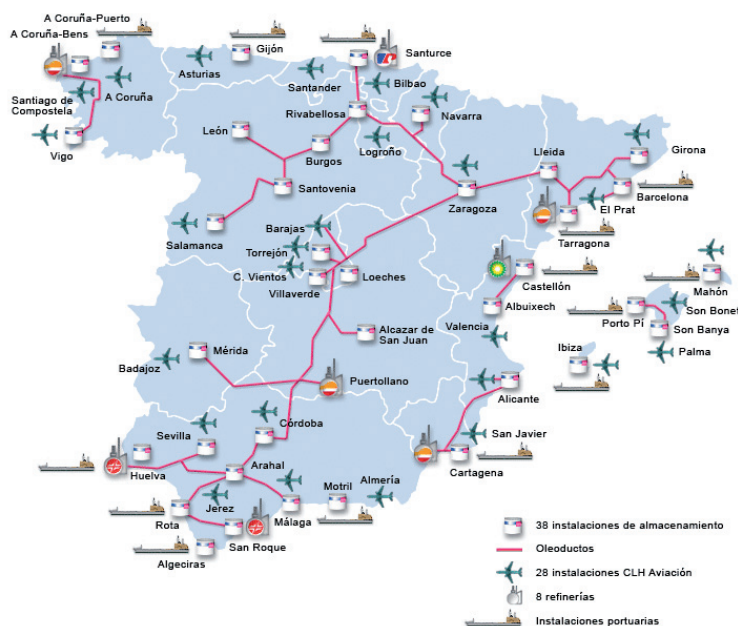 A Coruña-Puerto
A Coruña-Bens
Gijón
Santurce
Asturias
Santander
Bilbao
A Coruña
Santiago de
Compostela
Rivabellosa
Navarra
León
Vigo
Burgos
Logroño
Lleida
Girona
Santovenia
Zaragoza
Barcelona
El Prat
Salamanca
Barajas
Tarragona
Torrejón
C. Vientos
Loeches
Castellón
Mahón
Villaverde
Albuixech
Son Bonet
Porto Pí
Alcazar de
San Juan
Valencia
Son Banya
Mérida
Ibiza
Palma
Badajoz
Puertollano
Alicante
Córdoba
Sevilla
San Javier
Huelva
Arahal
Cartagena
Almería
Motril
Jerez
Rota
Málaga
San Roque
Algeciras
38 instalaciones de almacenamiento
Oleoductos
28 instalaciones CLH Aviación
8 refinerías
Instalaciones portuarias